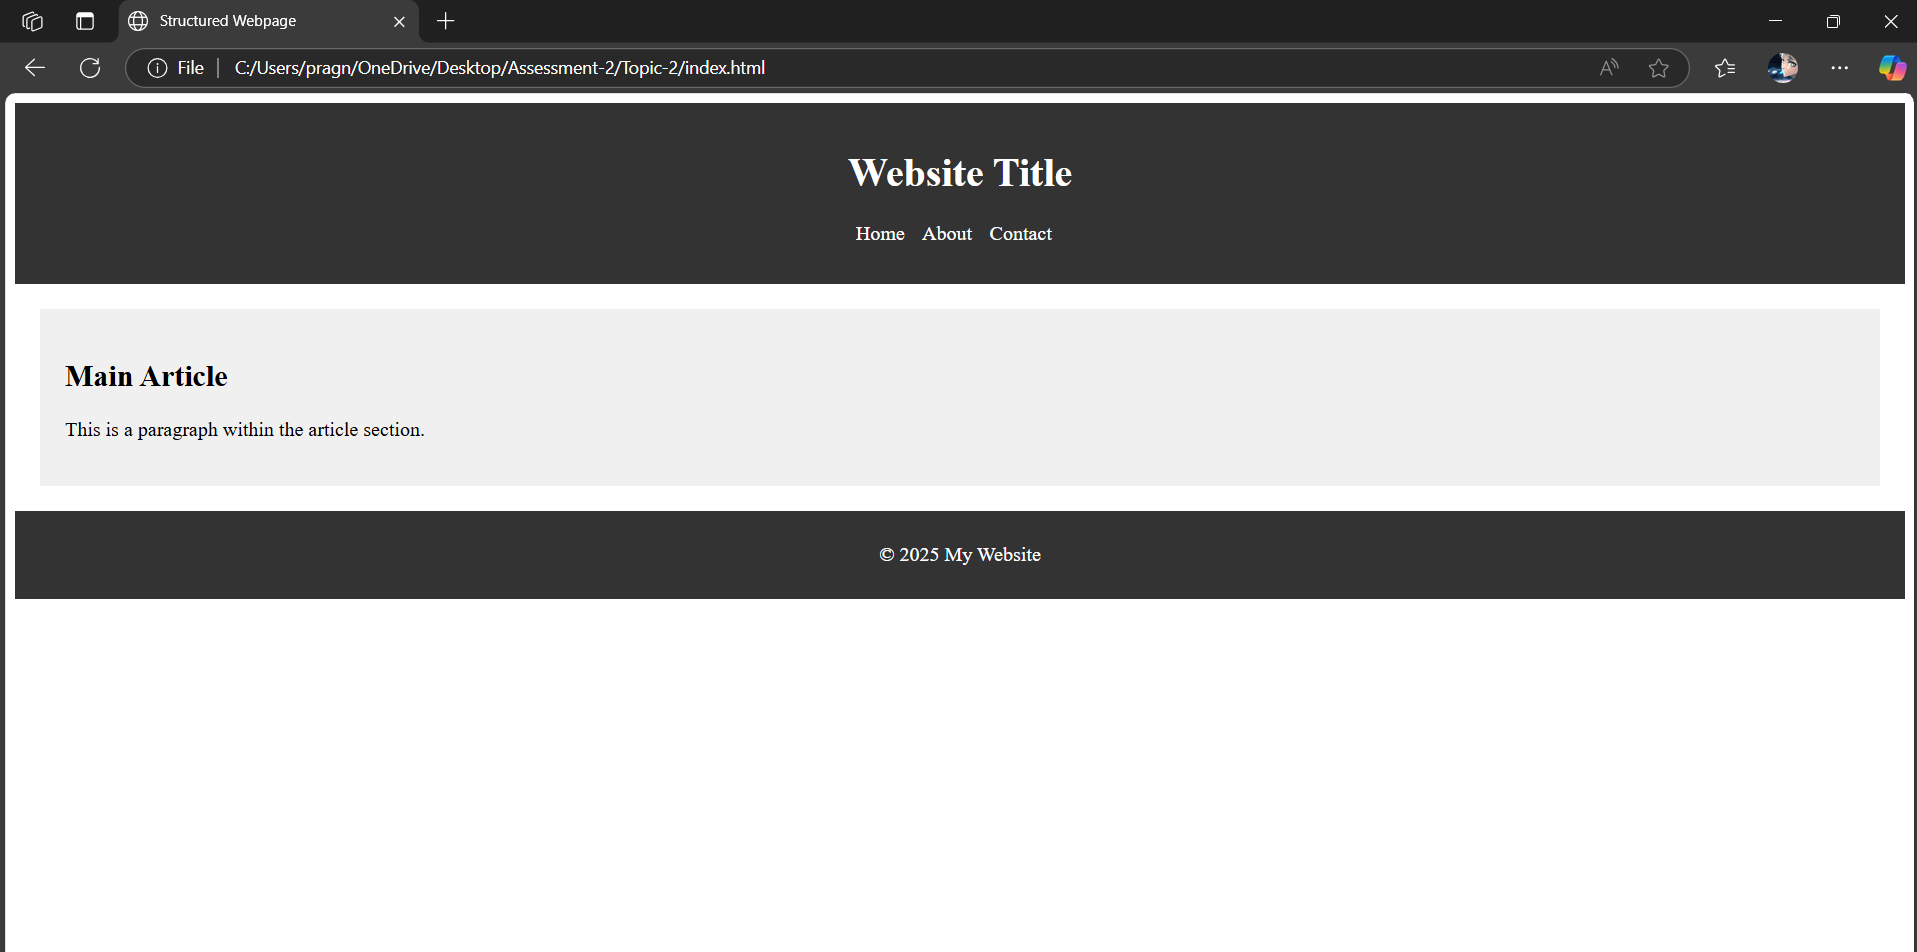 Structured Webpage
File C:/Users/pragn/OneDrive/Desktop/Assessment-2/Topic-2/index.html
Website Title
Home About Contact
Main Article
This is a paragraph within the article section.
© 2025 My Website